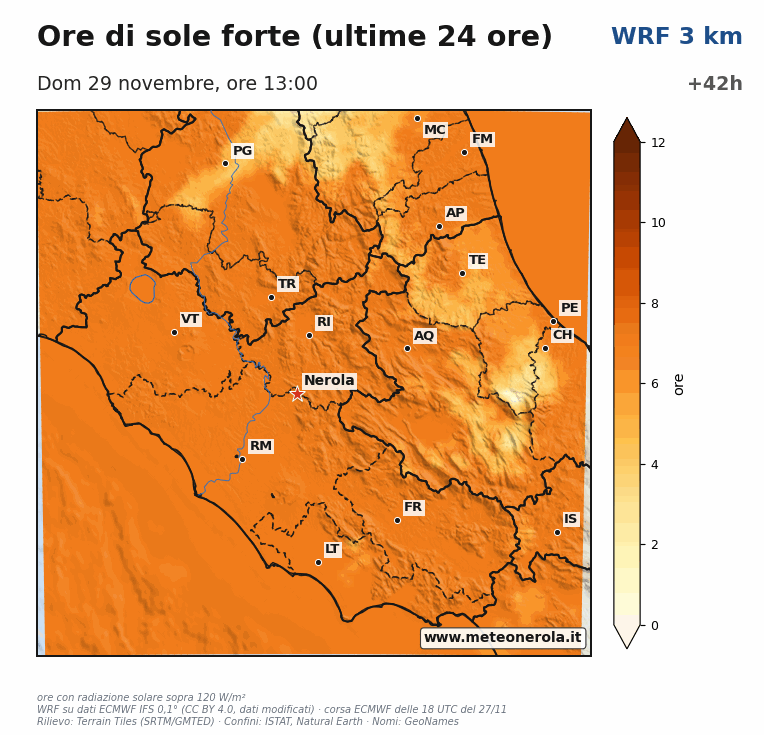 Ore di sole forte (ultime 24 ore)
WRF 3 km
Dom 29 novembre, ore 13:00
+42h
MC
FM
PG
AP
TE
TR
PE
VT
RI
AQ
CH
Nerola
RM
FR
IS
LT
www.meteonerola.it
12
10
8
6
4
2
0
ore
ore con radiazione solare sopra 120 W/m²
WRF su dati ECMWF IFS 0,1° (CC BY 4.0, dati modificati) · corsa ECMWF delle 18 UTC del 27/11
Rilievo: Terrain Tiles (SRTM/GMTED) · Confini: ISTAT, Natural Earth · Nomi: GeoNames